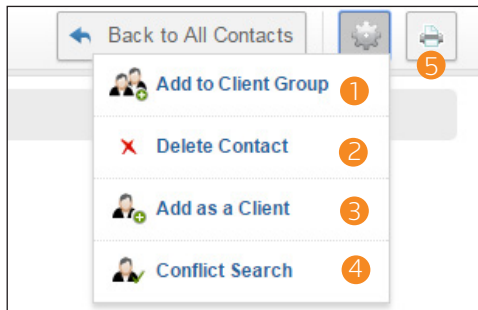 Back to All Contacts
5
Add to Client Group 1
Delete Contact 2
Add as a Client 3
Conflict Search 4